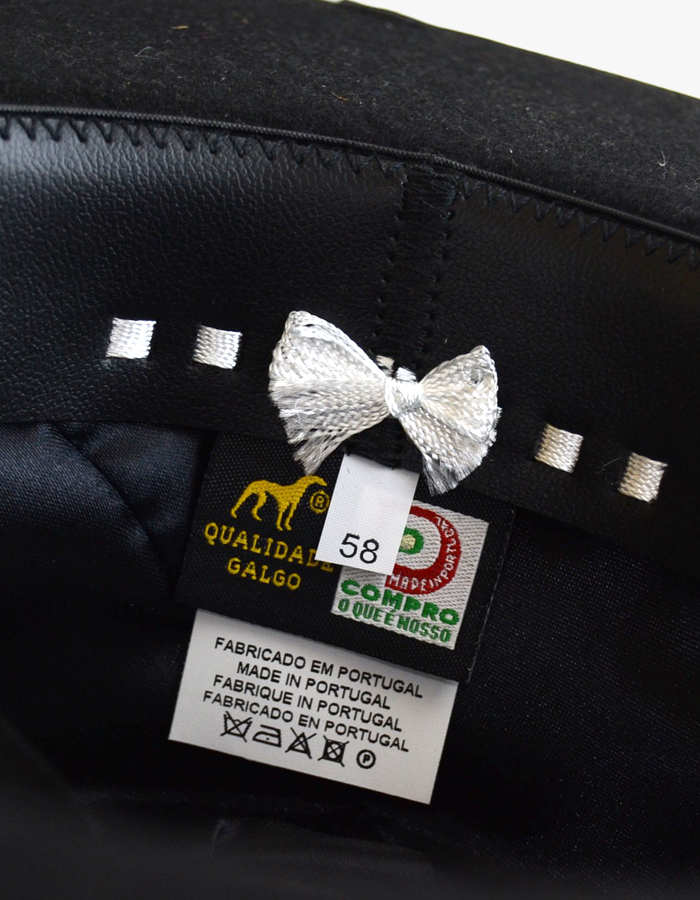 ®
QUALIDADE
GALGO
58
MADE IN PORTUGAL
COMPRO
O QUE É NOSSO
FABRICADO EM PORTUGAL
MADE IN PORTUGAL
FABRIQUE IN PORTUGAL
FABRICADO EN PORTUGAL
P